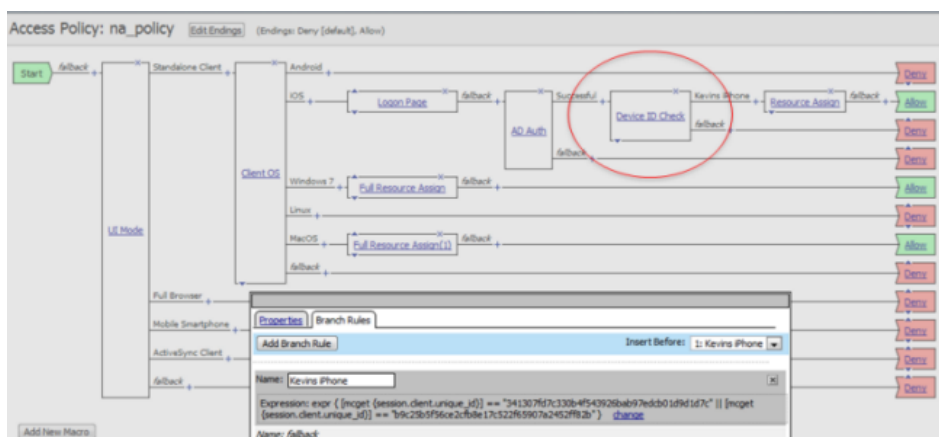 Access Policy: na_policy Edit Endings (Endings: Deny [default], Allow)
Start fallback + Standalone Client + Android + Deny
IOS + Logon Page fallback + AD Auth Successful + Device ID Check Kevins iPhone + Resource Assign fallback + Allow
fallback + Deny
fallback + Deny
Client OS
Windows 7 + Full Resource Assign fallback + Allow
Linux + Deny
UI Mode
MacOS + Full Resource Assign(1) fallback + Allow
fallback + Deny
Full Browser + Deny
Mobile Smartphone + Deny
ActiveSync Client + Deny
fallback + Deny
Properties Branch Rules
Add Branch Rule Insert Before: 1: Kevins iPhone
Name: Kevins iPhone
Expression: expr { [mcget {session.client.unique_id}] == "341307fd7c330b4f543926bab97edcb01d9d1d7c" || [mcget
{session.client.unique_id}] == "b9c25b5f56ce2cfb8e17c522f65907a2452ff82b" } change
Name: fallback
Add New Macro